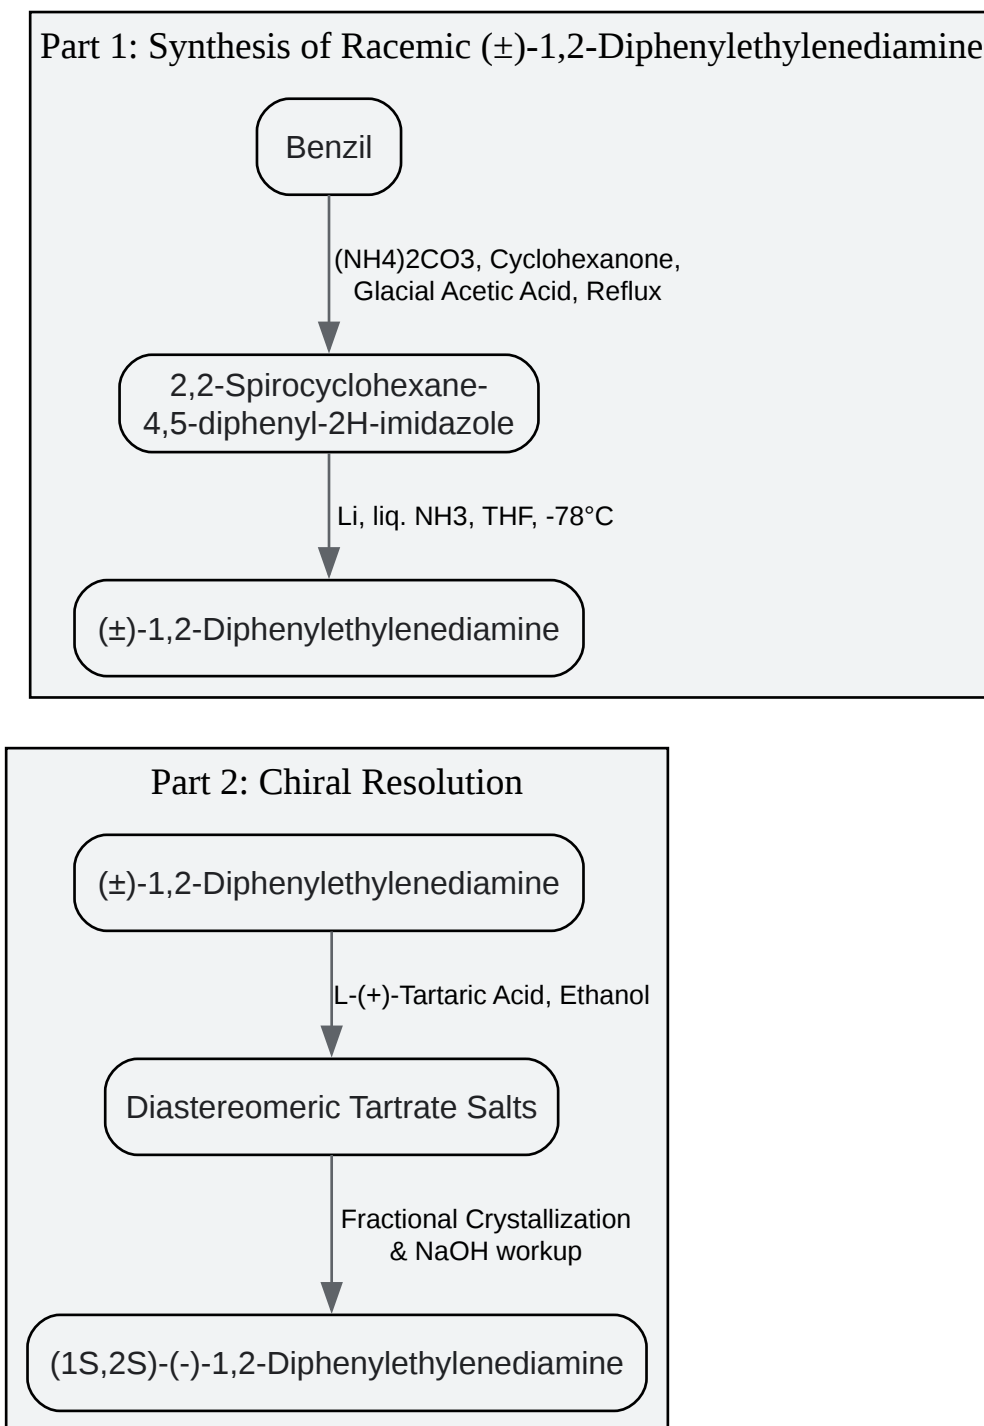 Part 1: Synthesis of Racemic (±)-1,2-Diphenylethylenediamine
Benzil
(NH4)2CO3, Cyclohexanone,
Glacial Acetic Acid, Reflux
2,2-Spirocyclohexane-
4,5-diphenyl-2H-imidazole
Li, liq. NH3, THF, -78°C
(±)-1,2-Diphenylethylenediamine
Part 2: Chiral Resolution
(±)-1,2-Diphenylethylenediamine
L-(+)-Tartaric Acid, Ethanol
Diastereomeric Tartrate Salts
Fractional Crystallization
& NaOH workup
(1S,2S)-(-)-1,2-Diphenylethylenediamine